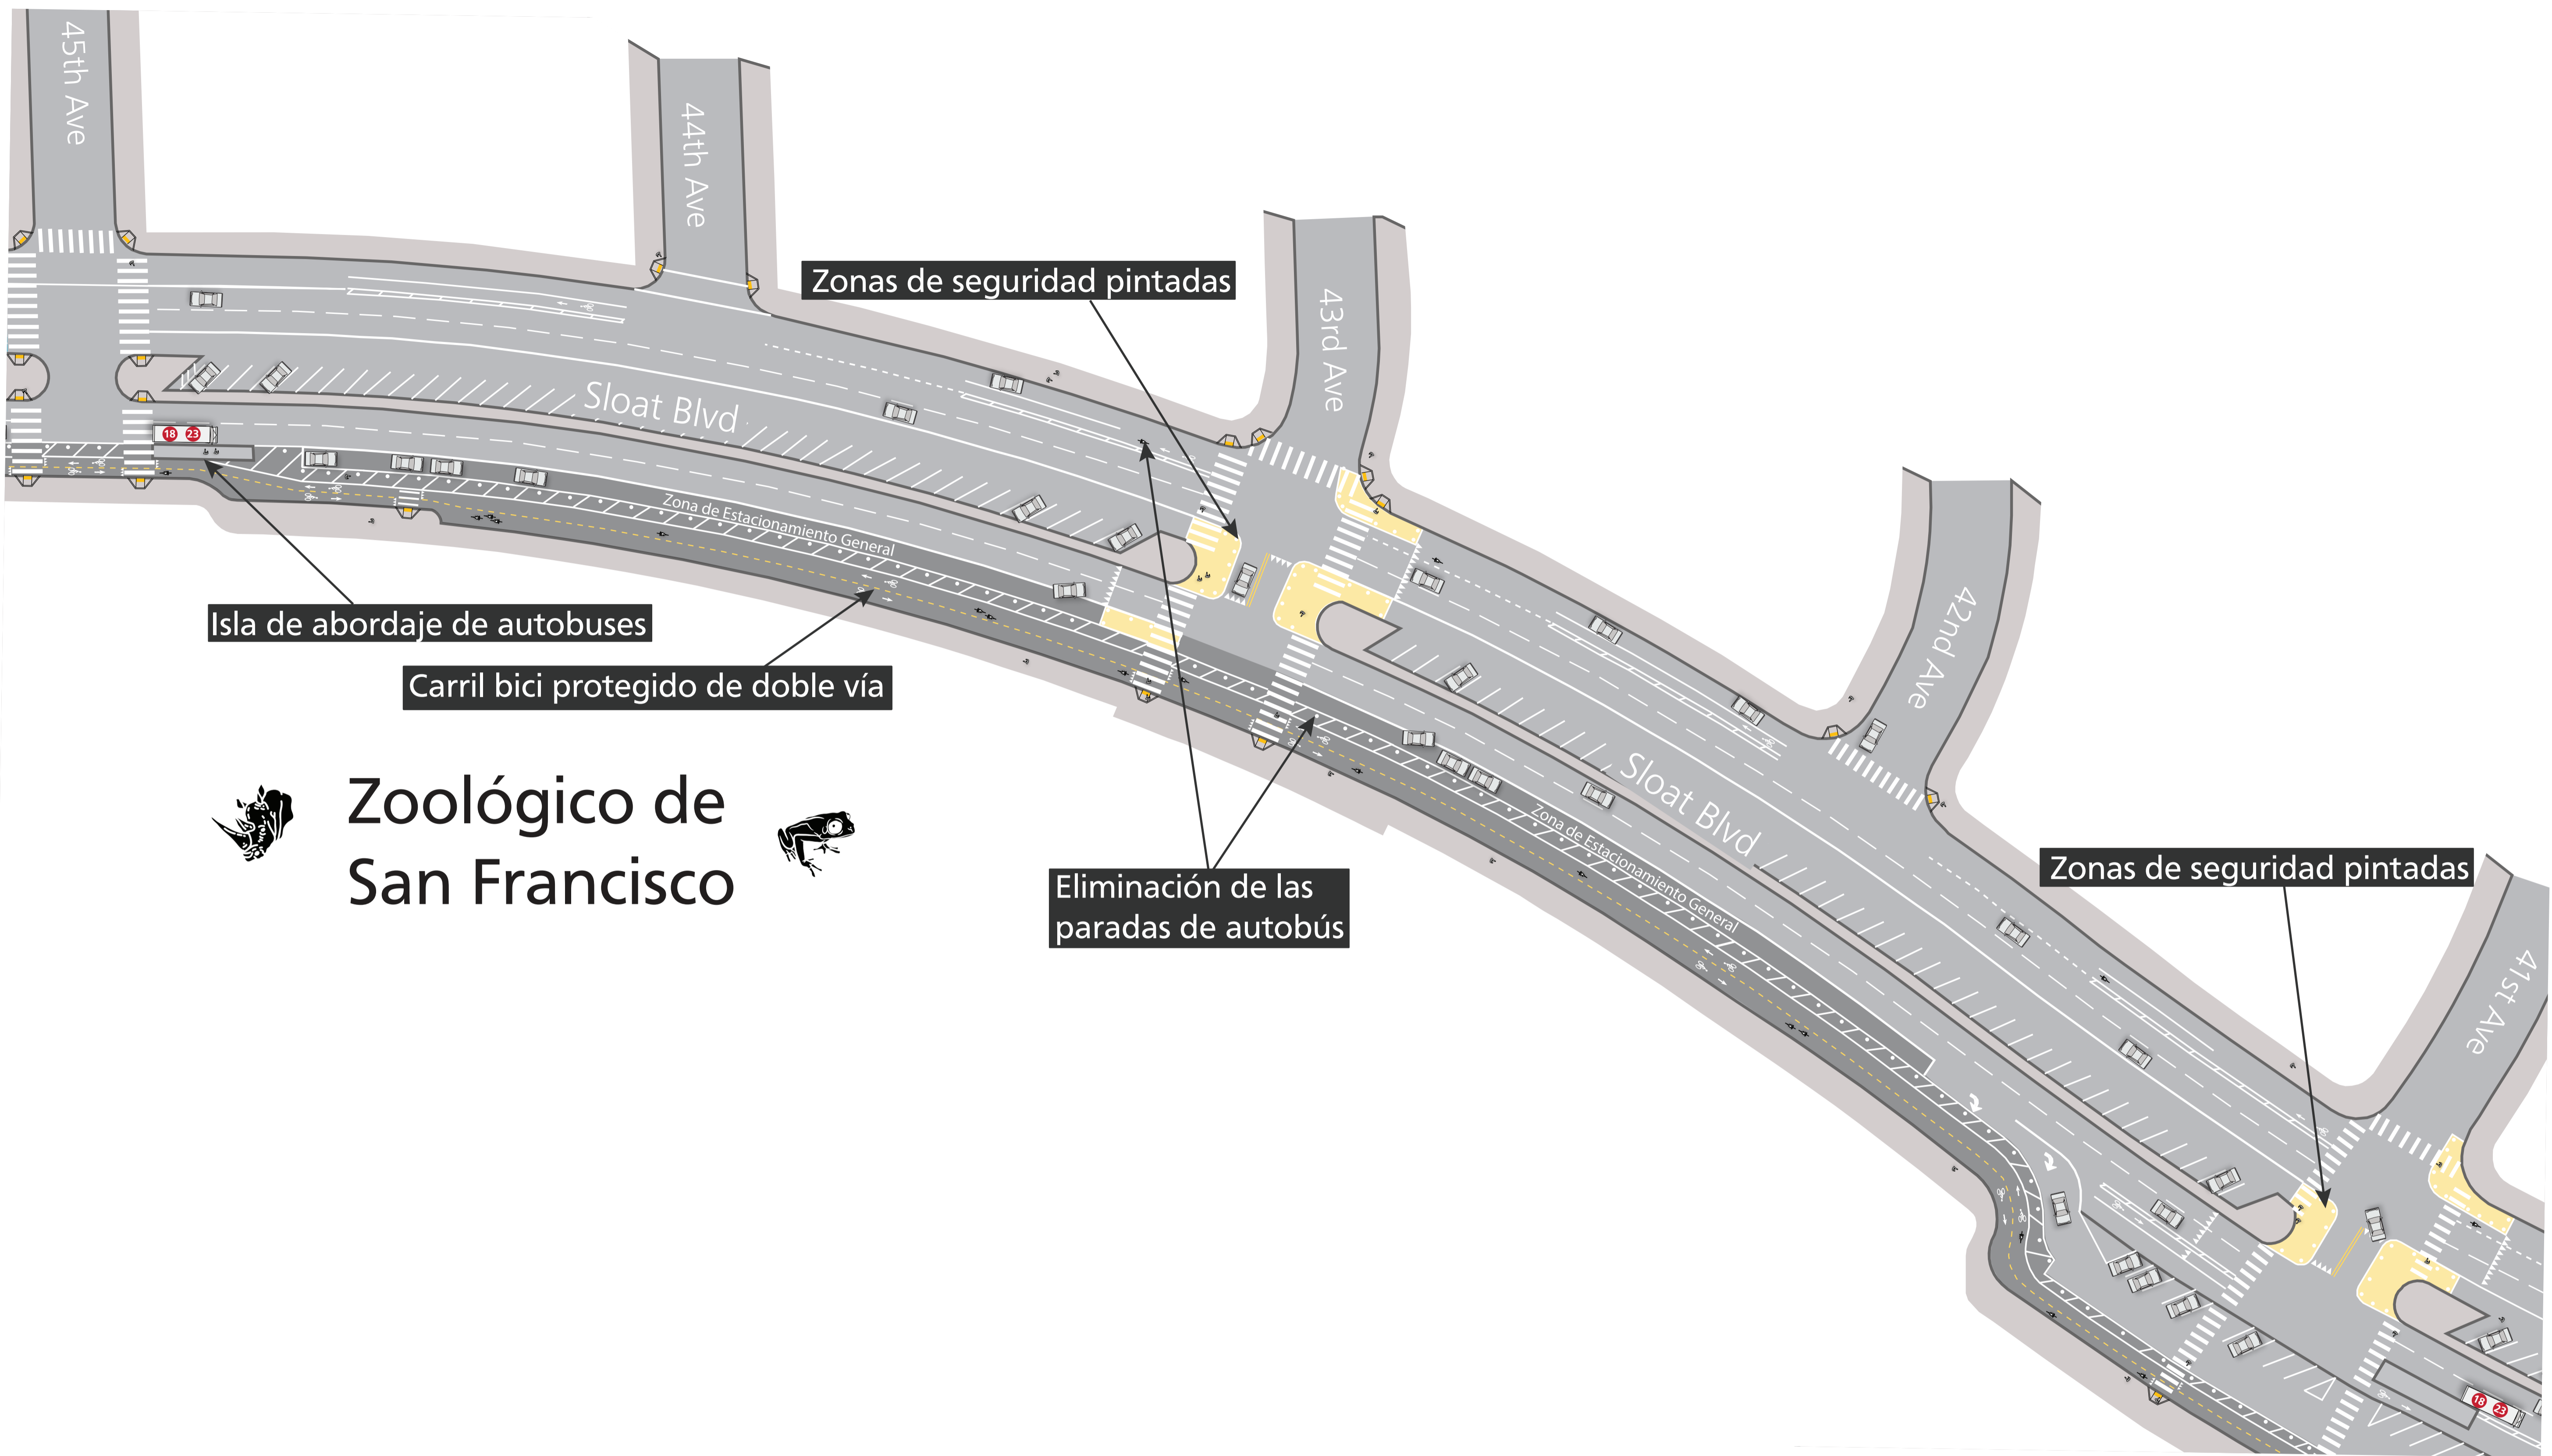 45th Ave
44th Ave
43rd Ave
42nd Ave
41st Ave
Zonas de seguridad pintadas
Sloat Blvd
18 23
Zona de Estacionamiento General
Isla de abordaje de autobuses
Carril bici protegido de doble vía
Zoológico de
San Francisco
Eliminación de las
paradas de autobús
Sloat Blvd
Zona de Estacionamiento General
Zonas de seguridad pintadas
18 23